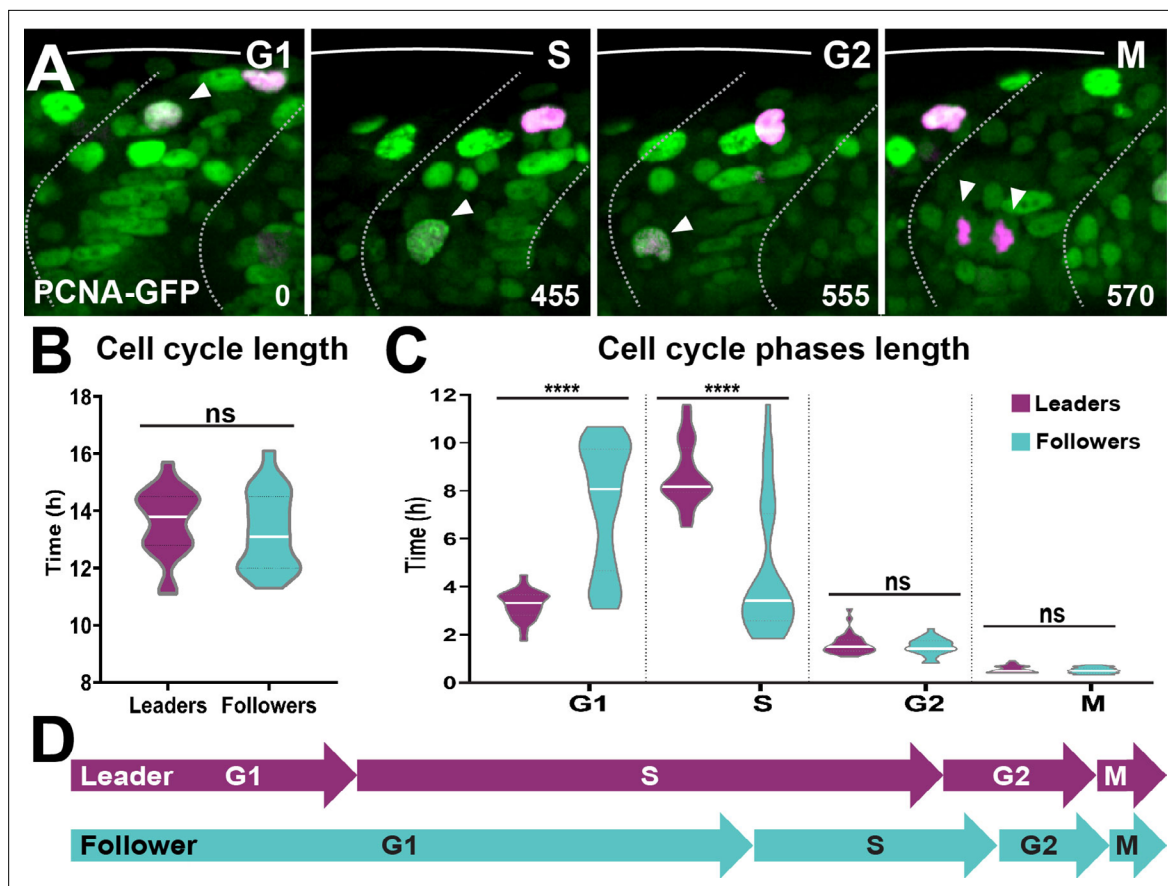 A
G1
S
G2
M
PCNA-GFP
0
455
555
570
B
Cell cycle length
ns
18
16
14
12
10
8
Time (h)
Leaders
Followers
C
Cell cycle phases length
****
****
ns
ns
Leaders
Followers
12
10
8
6
4
2
0
Time (h)
G1
S
G2
M
D
Leader G1 S G2 M
Follower G1 S G2 M